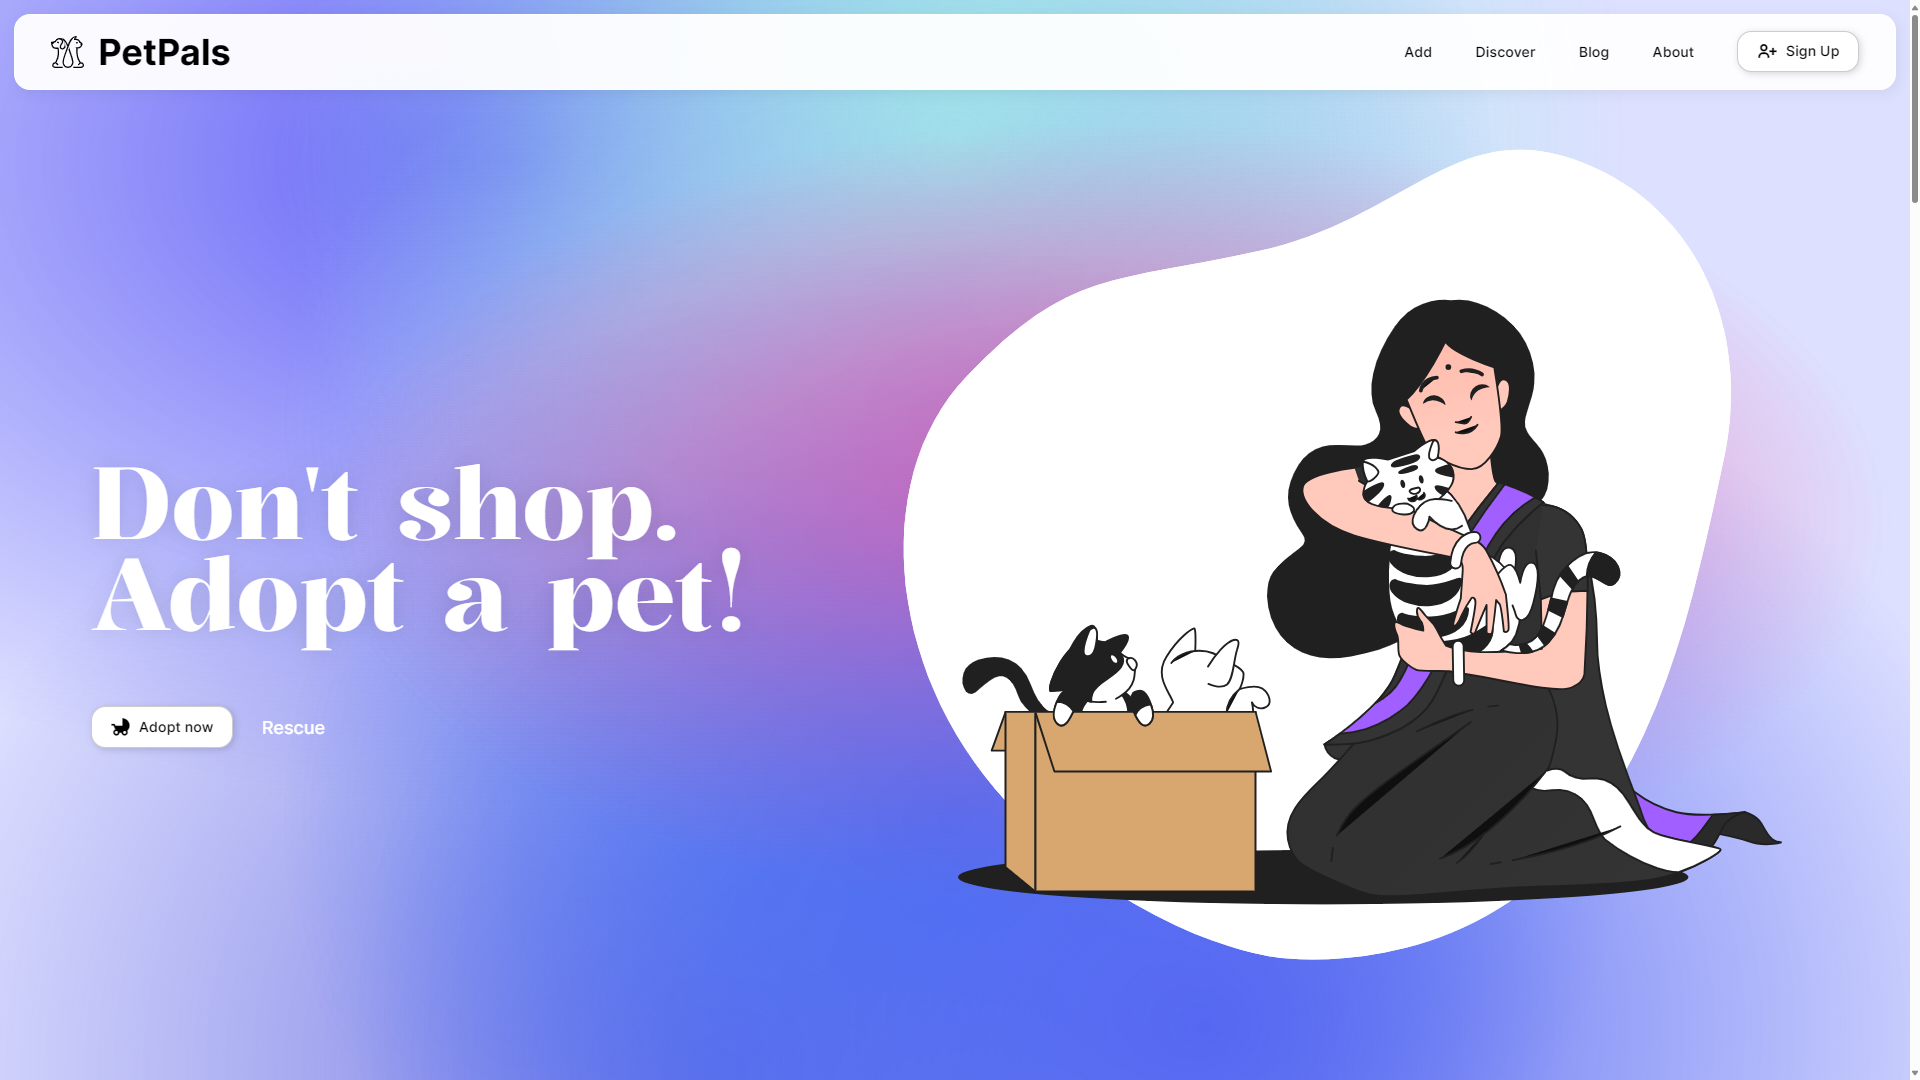 PetPals
Add
Discover
Blog
About
Sign Up
Don't shop.
Adopt a pet!
Adopt now
Rescue